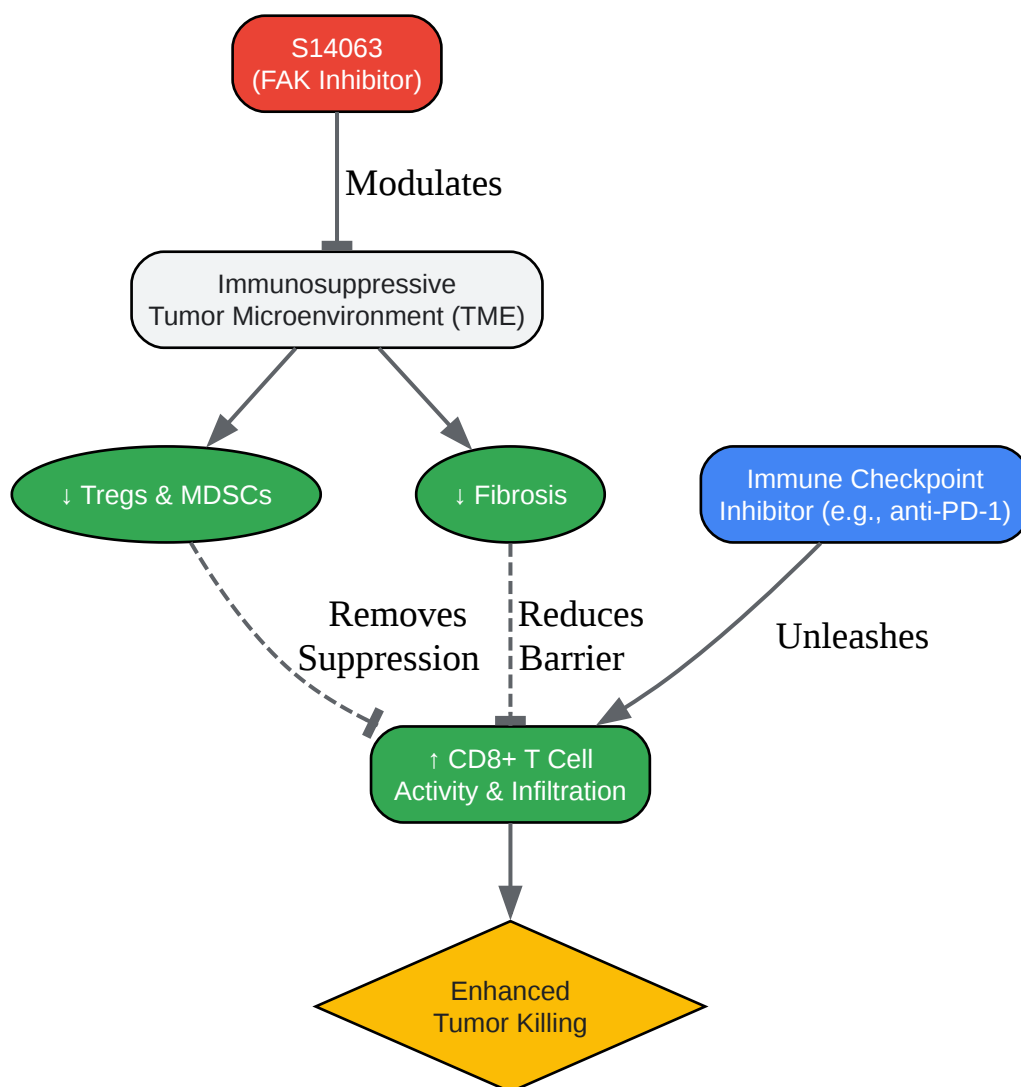 S14063
(FAK Inhibitor)
Modulates
Immunosuppressive
Tumor Microenvironment (TME)
↓ Tregs & MDSCs
↓ Fibrosis
Immune Checkpoint
Inhibitor (e.g., anti-PD-1)
Removes
Suppression
Reduces
Barrier
Unleashes
↑ CD8+ T Cell
Activity & Infiltration
Enhanced
Tumor Killing